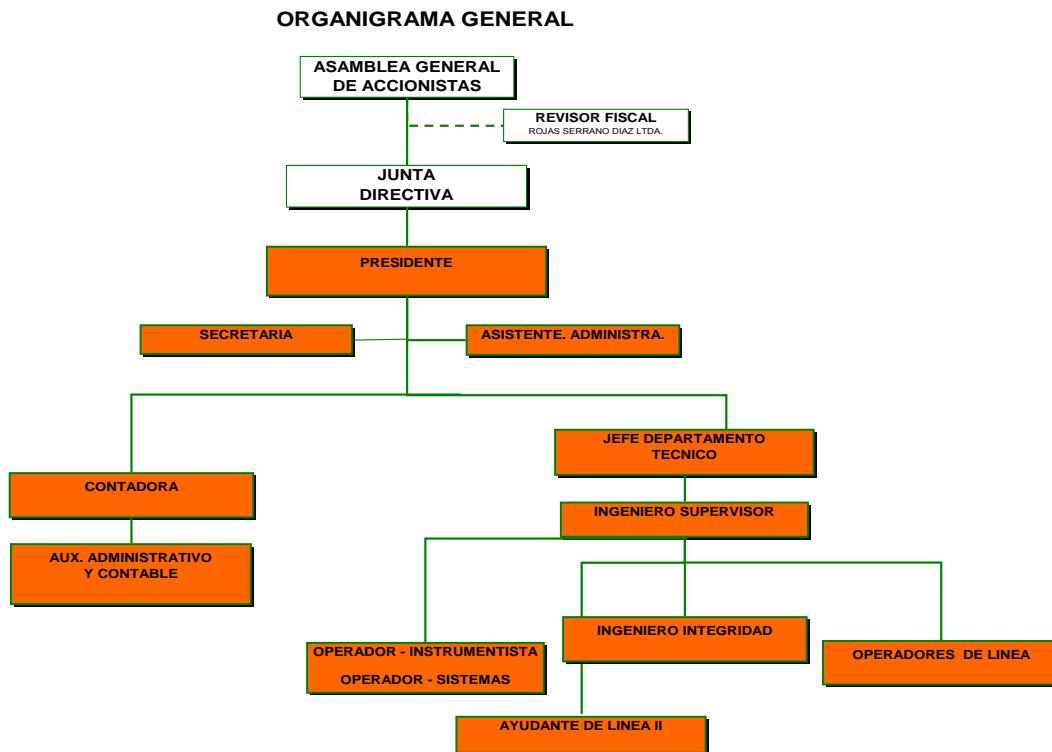 ORGANIGRAMA GENERAL
ASAMBLEA GENERAL
DE ACCIONISTAS
REVISOR FISCAL
ROJAS SERRANO DIAZ LTDA.
JUNTA
DIRECTIVA
PRESIDENTE
SECRETARIA
ASISTENTE. ADMINISTRA.
JEFE DEPARTAMENTO
TECNICO
CONTADORA
INGENIERO SUPERVISOR
AUX. ADMINISTRATIVO
Y CONTABLE
INGENIERO INTEGRIDAD
OPERADOR - INSTRUMENTISTA
OPERADOR - SISTEMAS
OPERADORES DE LINEA
AYUDANTE DE LINEA II